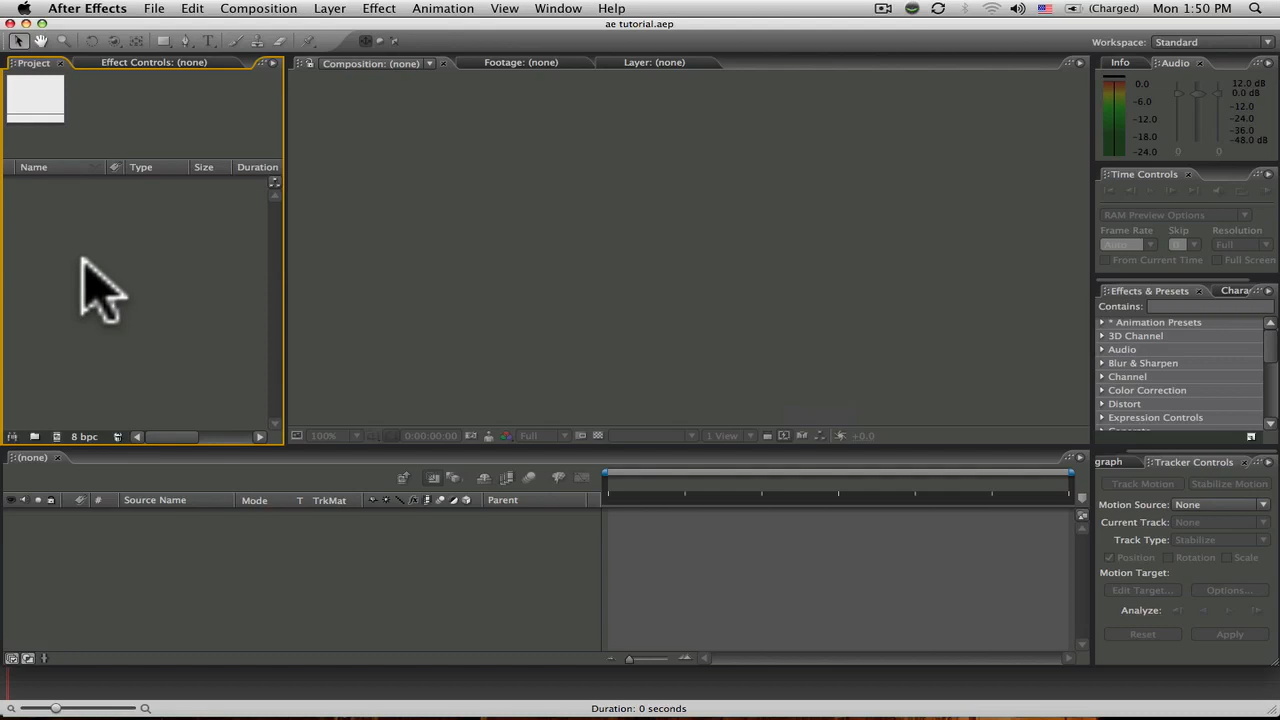 After Effects File Edit Composition Layer Effect Animation View Window Help (Charged) Mon 1:50 PM
ae tutorial.aep
Workspace: Standard
Project Effect Controls: (none) Composition: (none) Footage: (none) Layer: (none) Info Audio
0.0 12.0 dB
0.0 dB
-6.0 -12.0
-12.0 -24.0
-18.0 -36.0
-24.0 0 0 -48.0 dB
Name Type Size Duration
Time Controls
RAM Preview Options
Frame Rate Skip Resolution
Auto 0 Full
From Current Time Full Screen
Effects & Presets
Contains:
* Animation Presets
3D Channel
Audio
Blur & Sharpen
Channel
Color Correction
Distort
Expression Controls
8 bpc 100% 0:00:00:00 Full 1 View +0.0
(none)
graph Tracker Controls
Track Motion Stabilize Motion
# Source Name Mode T TrkMat Parent
Motion Source: None
Current Track: None
Track Type: Stabilize
Position Rotation Scale
Motion Target:
Edit Target... Options...
Analyze:
Reset Apply
Duration: 0 seconds